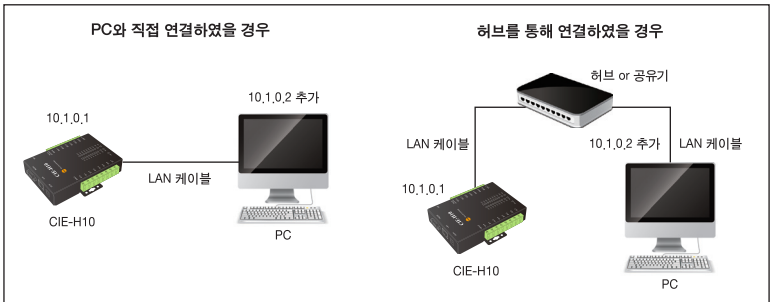 PC와 직접 연결하였을 경우
10.1.0.2 추가
10.1.0.1
LAN 케이블
CIE-H10
PC
허브를 통해 연결하였을 경우
허브 or 공유기
LAN 케이블
10.1.0.2 추가
LAN 케이블
10.1.0.1
CIE-H10
PC